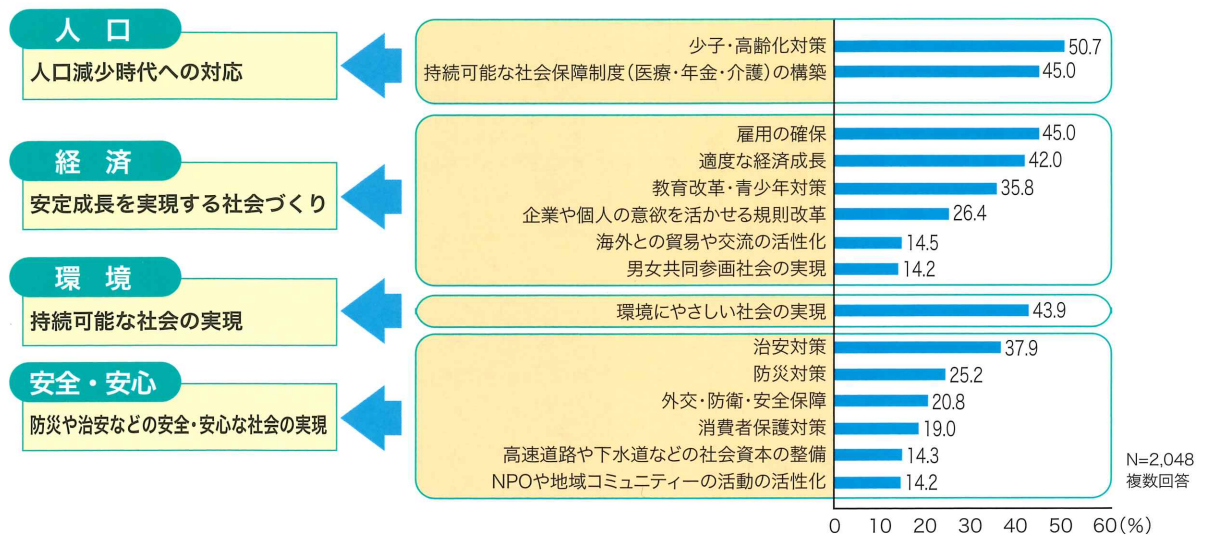 人口
人口減少時代への対応
少子・高齢化対策 50.7
持続可能な社会保障制度(医療・年金・介護)の構築 45.0
経済
安定成長を実現する社会づくり
雇用の確保 45.0
適度な経済成長 42.0
教育改革・青少年対策 35.8
企業や個人の意欲を活かせる規則改革 26.4
海外との貿易や交流の活性化 14.5
男女共同参画社会の実現 14.2
環境
持続可能な社会の実現
環境にやさしい社会の実現 43.9
安全・安心
防災や治安などの安全・安心な社会の実現
治安対策 37.9
防災対策 25.2
外交・防衛・安全保障 20.8
消費者保護対策 19.0
高速道路や下水道などの社会資本の整備 14.3
NPOや地域コミュニティーの活動の活性化 14.2
N=2,048
複数回答
0 10 20 30 40 50 60(%)